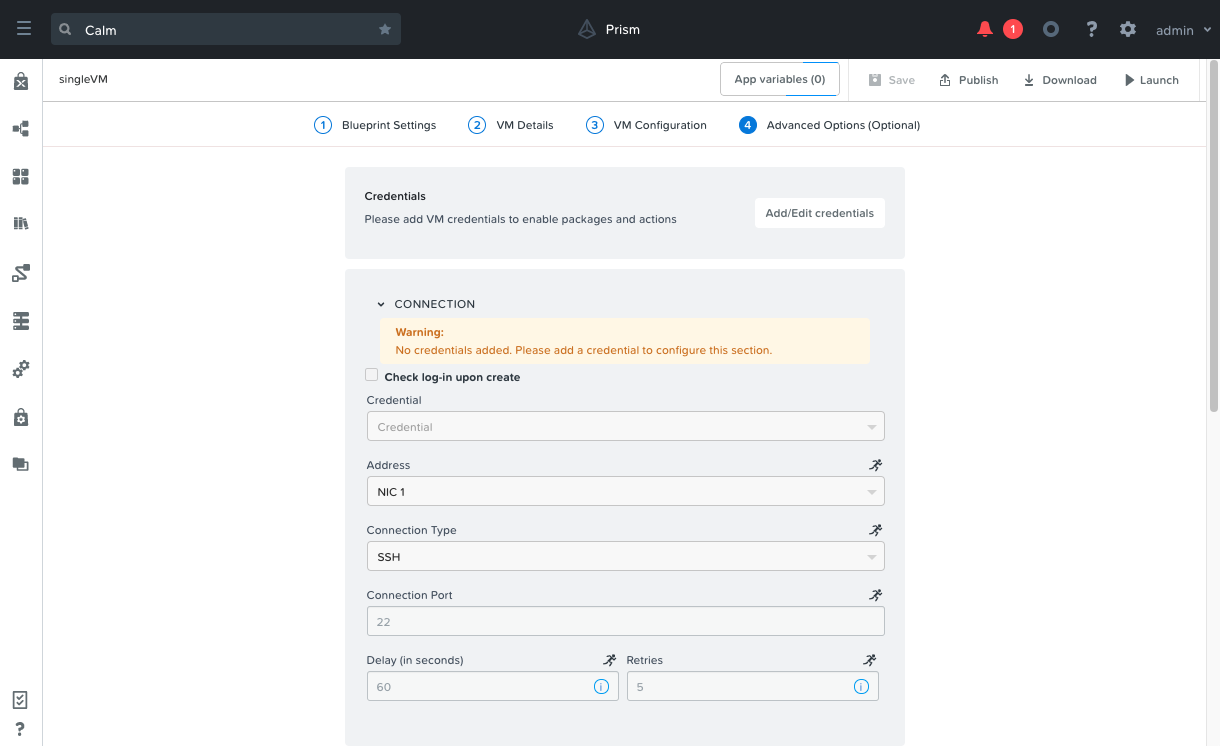 Calm
Prism
1
?
admin
singleVM
App variables (0)
Save
Publish
Download
Launch
1 Blueprint Settings
2 VM Details
3 VM Configuration
4 Advanced Options (Optional)
Credentials
Please add VM credentials to enable packages and actions
Add/Edit credentials
CONNECTION
Warning:
No credentials added. Please add a credential to configure this section.
Check log-in upon create
Credential
Credential
Address
NIC 1
Connection Type
SSH
Connection Port
22
Delay (in seconds)
Retries
60
5
?